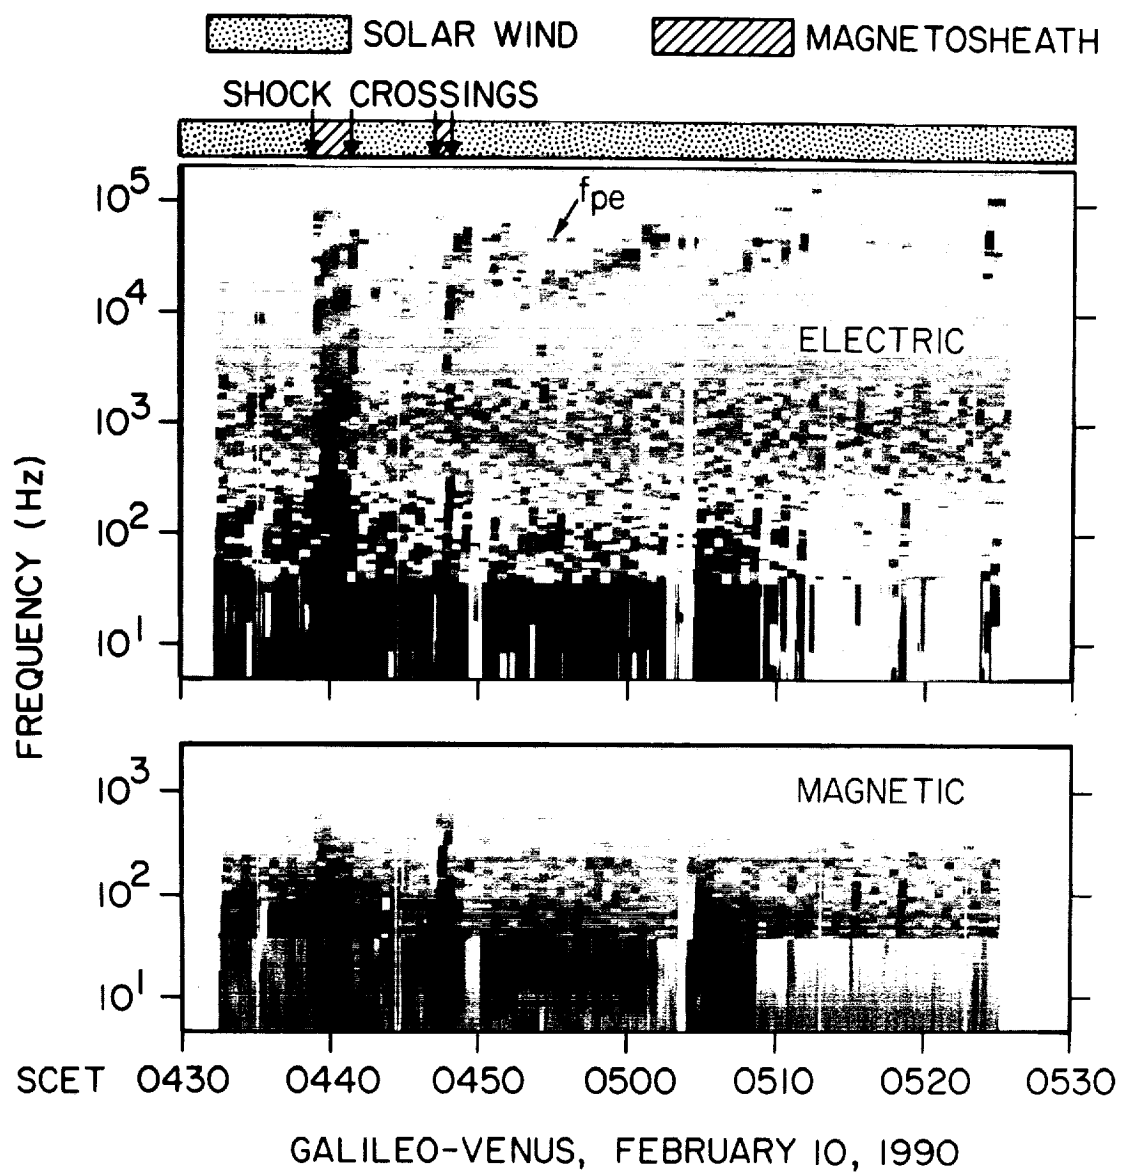 SOLAR WIND
MAGNETOSHEATH
SHOCK CROSSINGS
10^5
f_pe
10^4
ELECTRIC
10^3
10^2
10^1
FREQUENCY (Hz)
10^3
MAGNETIC
10^2
10^1
SCET 0430 0440 0450 0500 0510 0520 0530
GALILEO-VENUS, FEBRUARY 10, 1990